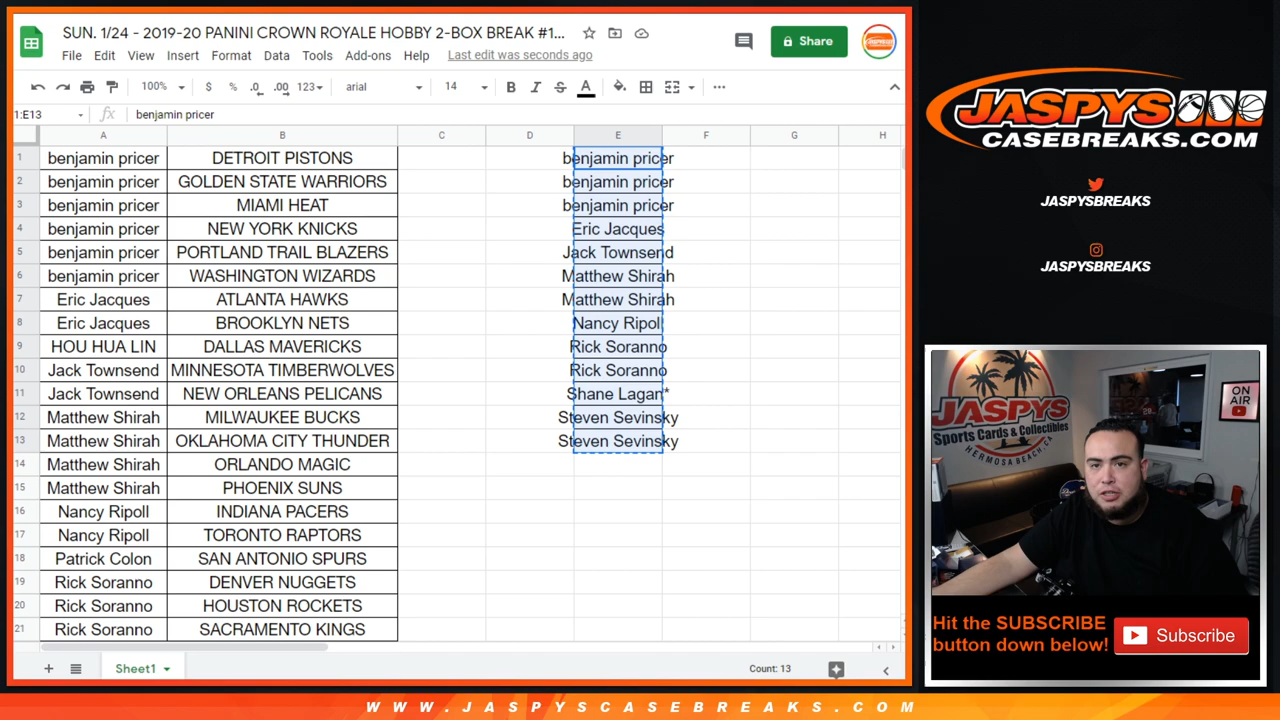 SUN. 1/24 - 2019-20 PANINI CROWN ROYALE HOBBY 2-BOX BREAK #1...
File Edit View Insert Format Data Tools Add-ons Help Last edit was seconds ago
Share
100% $ % .0 .00 123 arial 14 B I S A
1:E13 fx benjamin pricer
A B C D E F G H
1 benjamin pricer DETROIT PISTONS benjamin pricer
2 benjamin pricer GOLDEN STATE WARRIORS benjamin pricer
3 benjamin pricer MIAMI HEAT benjamin pricer
4 benjamin pricer NEW YORK KNICKS Eric Jacques
5 benjamin pricer PORTLAND TRAIL BLAZERS Jack Townsend
6 benjamin pricer WASHINGTON WIZARDS Matthew Shirah
7 Eric Jacques ATLANTA HAWKS Matthew Shirah
8 Eric Jacques BROOKLYN NETS Nancy Ripoll
9 HOU HUA LIN DALLAS MAVERICKS Rick Soranno
10 Jack Townsend MINNESOTA TIMBERWOLVES Rick Soranno
11 Jack Townsend NEW ORLEANS PELICANS Shane Lagan*
12 Matthew Shirah MILWAUKEE BUCKS Steven Sevinsky
13 Matthew Shirah OKLAHOMA CITY THUNDER Steven Sevinsky
14 Matthew Shirah ORLANDO MAGIC
15 Matthew Shirah PHOENIX SUNS
16 Nancy Ripoll INDIANA PACERS
17 Nancy Ripoll TORONTO RAPTORS
18 Patrick Colon SAN ANTONIO SPURS
19 Rick Soranno DENVER NUGGETS
20 Rick Soranno HOUSTON ROCKETS
21 Rick Soranno SACRAMENTO KINGS
Sheet1 Count: 13
JASPYS
CASEBREAKS.COM
JASPYSBREAKS
JASPYSBREAKS
JASPYS
Sports Cards & Collectibles
HERMOSA BEACH, CA
ON
AIR
Hit the SUBSCRIBE
button down below!
Subscribe
WWW.JASPYSCASEBREAKS.COM